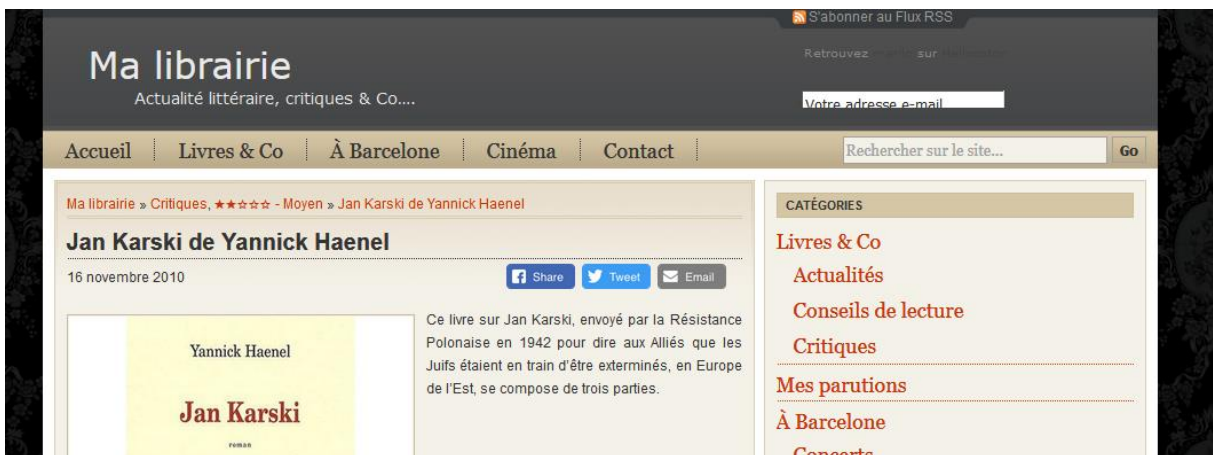 S'abonner au Flux RSS
Ma librairie
Actualité littéraire, critiques & Co....
Retrouvez sur
Votre adresse e-mail
Accueil Livres & Co À Barcelone Cinéma Contact
Rechercher sur le site... Go
Ma librairie » Critiques, ★★☆☆☆ - Moyen » Jan Karski de Yannick Haenel
Jan Karski de Yannick Haenel
16 novembre 2010
Share Tweet Email
Yannick Haenel
Jan Karski
roman
Ce livre sur Jan Karski, envoyé par la Résistance
Polonaise en 1942 pour dire aux Alliés que les
Juifs étaient en train d'être exterminés, en Europe
de l'Est, se compose de trois parties.
CATÉGORIES
Livres & Co
Actualités
Conseils de lecture
Critiques
Mes parutions
À Barcelone
Concerts